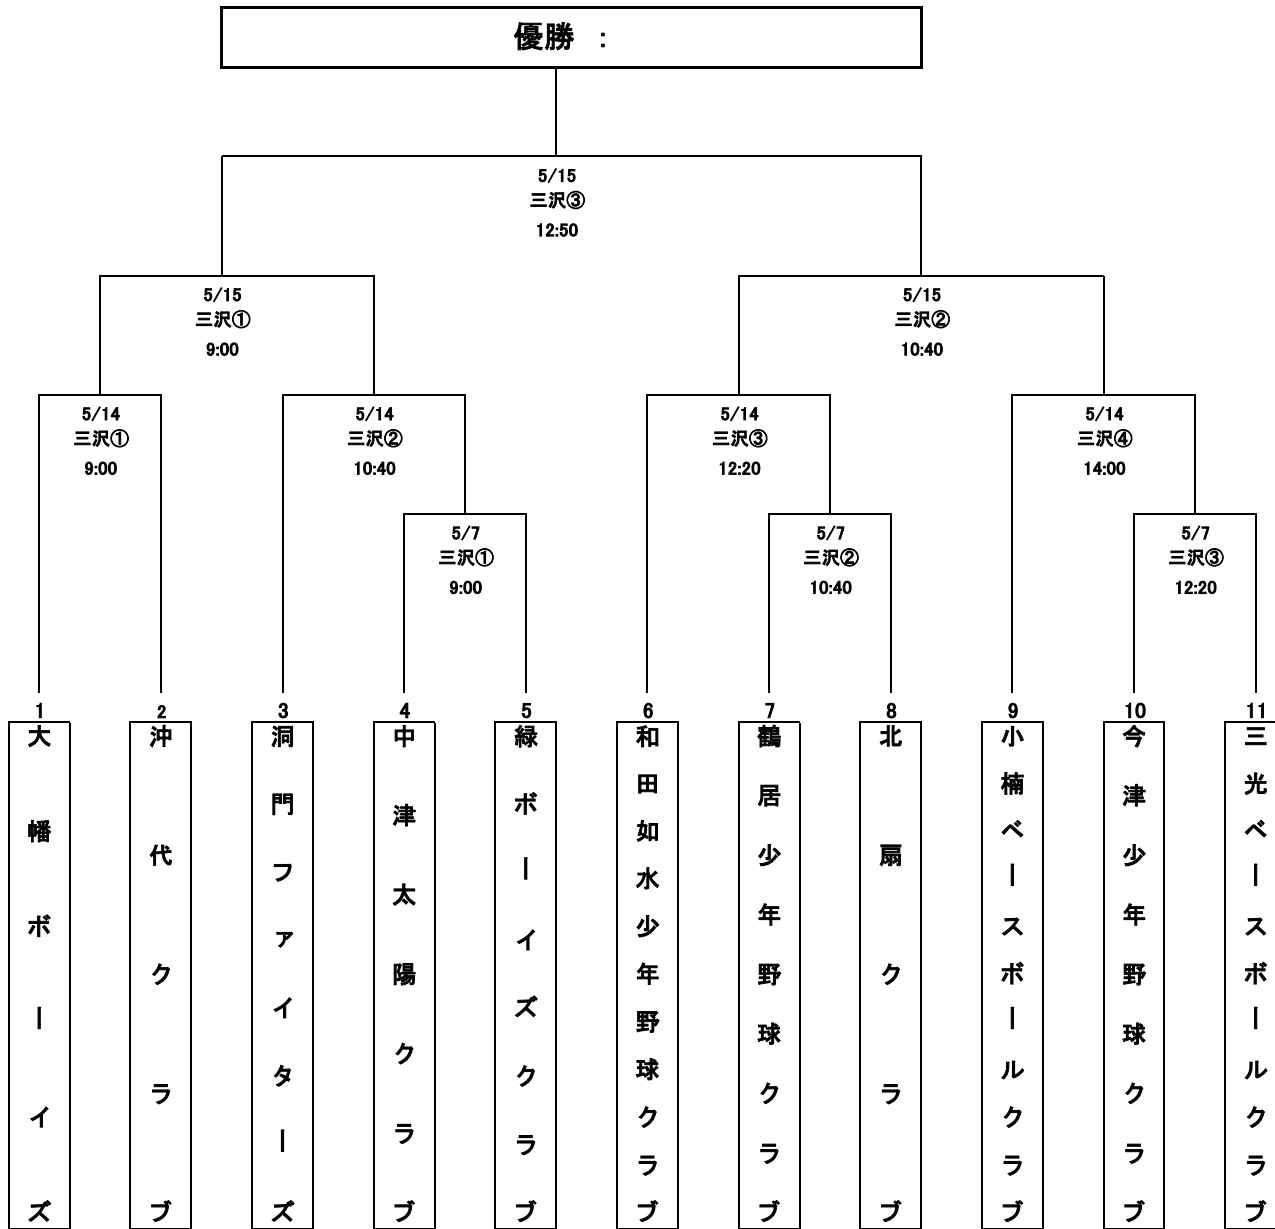 優勝 ：
5/15
三沢③
12:50
5/15
三沢①
9:00
5/15
三沢②
10:40
5/14
三沢①
9:00
5/14
三沢②
10:40
5/14
三沢③
12:20
5/14
三沢④
14:00
5/7
三沢①
9:00
5/7
三沢②
10:40
5/7
三沢③
12:20
1
大幡ボーイズ
2
沖代クラブ
3
洞門ファイターズ
4
中津太陽クラブ
5
緑ボーイズクラブ
6
和田如水少年野球クラブ
7
鶴居少年野球クラブ
8
北扇クラブ
9
小楠ベースボールクラブ
10
今津少年野球クラブ
11
三光ベースボールクラブ